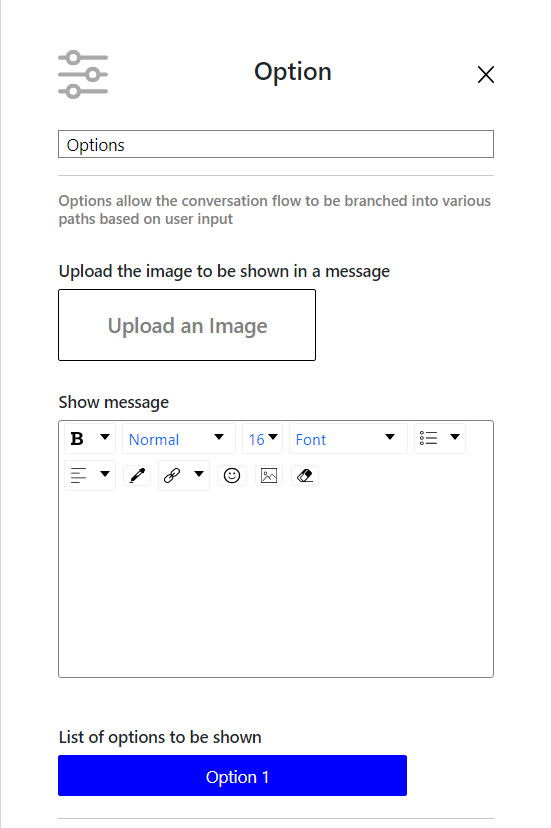 Option
Options
Options allow the conversation flow to be branched into various
paths based on user input
Upload the image to be shown in a message
Upload an Image
Show message
B Normal 16 Font
List of options to be shown
Option 1